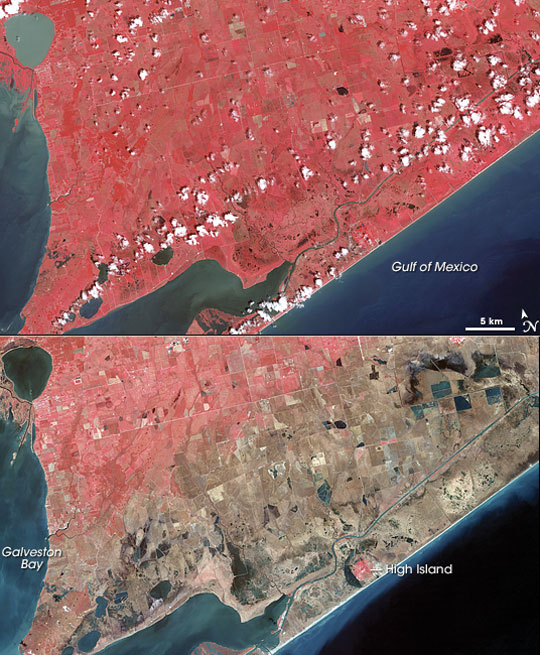 Gulf of Mexico
5 km
N
Galveston
Bay
High Island